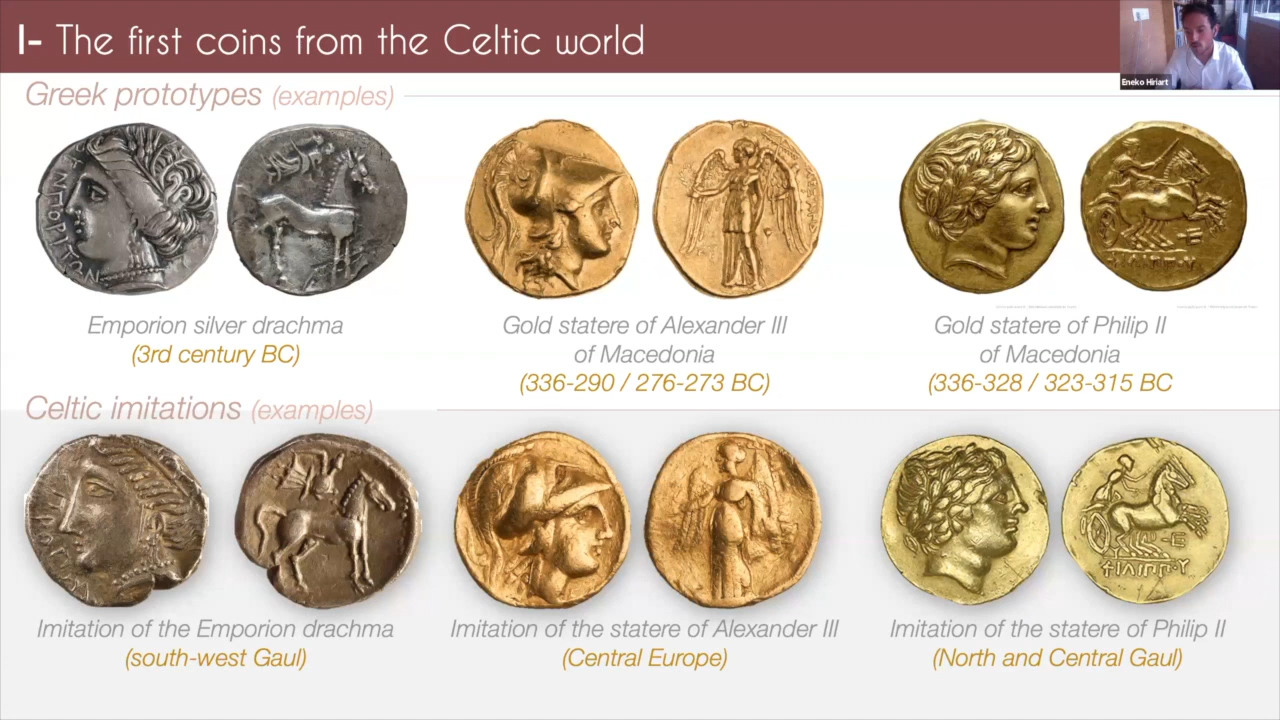 I- The first coins from the Celtic world
Eneko Hiriart
Greek prototypes (examples)
ΕΜΠΟΡΙΤΩΝ
ΦΙΛΙΠΠΟΥ
Emporion silver drachma
(3rd century BC)
Gold statere of Alexander III
of Macedonia
(336-290 / 276-273 BC)
Gold statere of Philip II
of Macedonia
(336-328 / 323-315 BC
Celtic imitations (examples)
ΦΙΛΙΠΠΟΥ
Imitation of the Emporion drachma
(south-west Gaul)
Imitation of the statere of Alexander III
(Central Europe)
Imitation of the statere of Philip II
(North and Central Gaul)